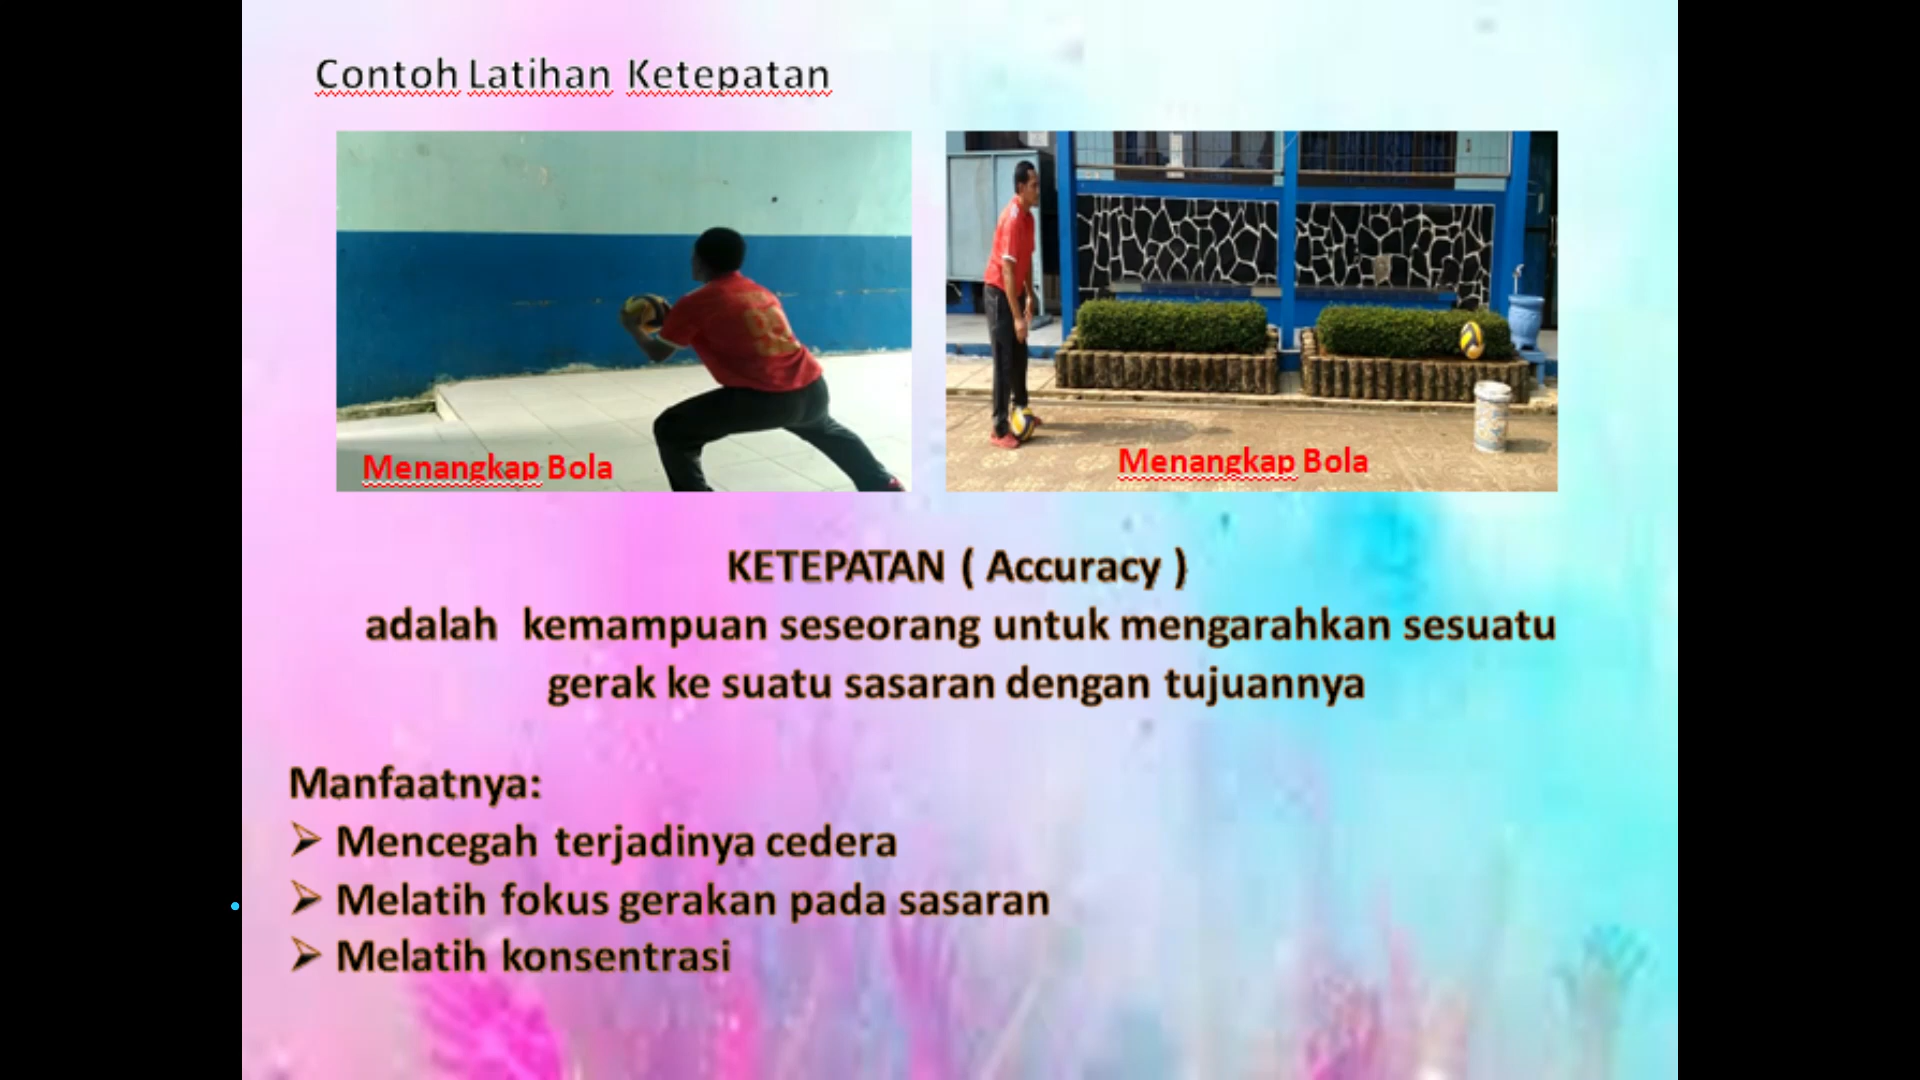 Contoh Latihan Ketepatan
Menangkap Bola
Menangkap Bola
KETEPATAN ( Accuracy )
adalah kemampuan seseorang untuk mengarahkan sesuatu
gerak ke suatu sasaran dengan tujuannya
Manfaatnya:
Mencegah terjadinya cedera
Melatih fokus gerakan pada sasaran
Melatih konsentrasi